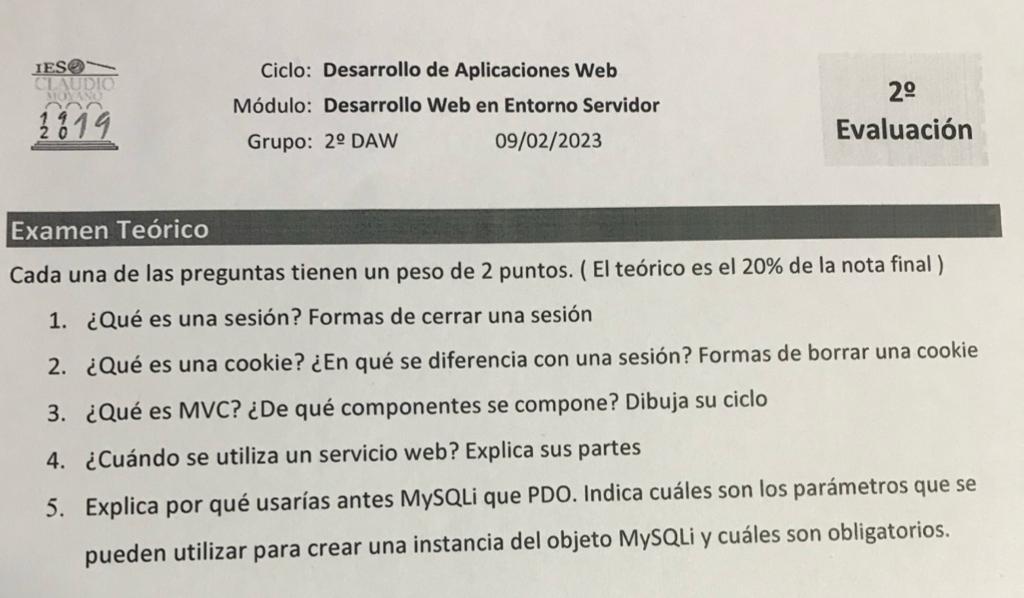 IES
CLAUDIO
MOYANO
1919
2019
Ciclo: Desarrollo de Aplicaciones Web
Módulo: Desarrollo Web en Entorno Servidor
Grupo: 2º DAW 09/02/2023
2º
Evaluación
Examen Teórico
Cada una de las preguntas tienen un peso de 2 puntos. ( El teórico es el 20% de la nota final )
1. ¿Qué es una sesión? Formas de cerrar una sesión
2. ¿Qué es una cookie? ¿En qué se diferencia con una sesión? Formas de borrar una cookie
3. ¿Qué es MVC? ¿De qué componentes se compone? Dibuja su ciclo
4. ¿Cuándo se utiliza un servicio web? Explica sus partes
5. Explica por qué usarías antes MySQLi que PDO. Indica cuáles son los parámetros que se
pueden utilizar para crear una instancia del objeto MySQLi y cuáles son obligatorios.